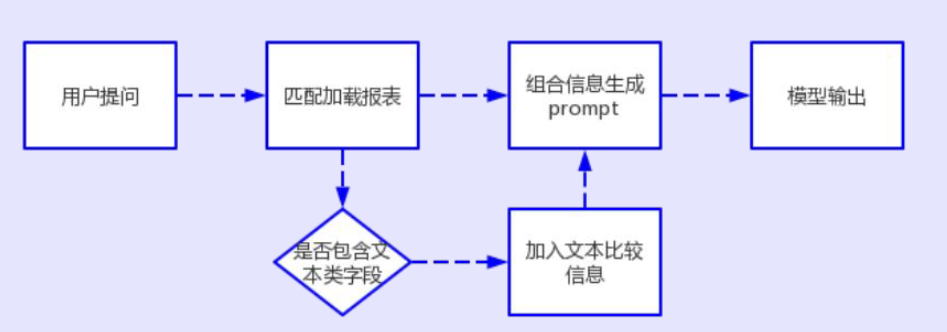 用户提问
匹配加载报表
组合信息生成
prompt
模型输出
是否包含文
本类字段
加入文本比较
信息